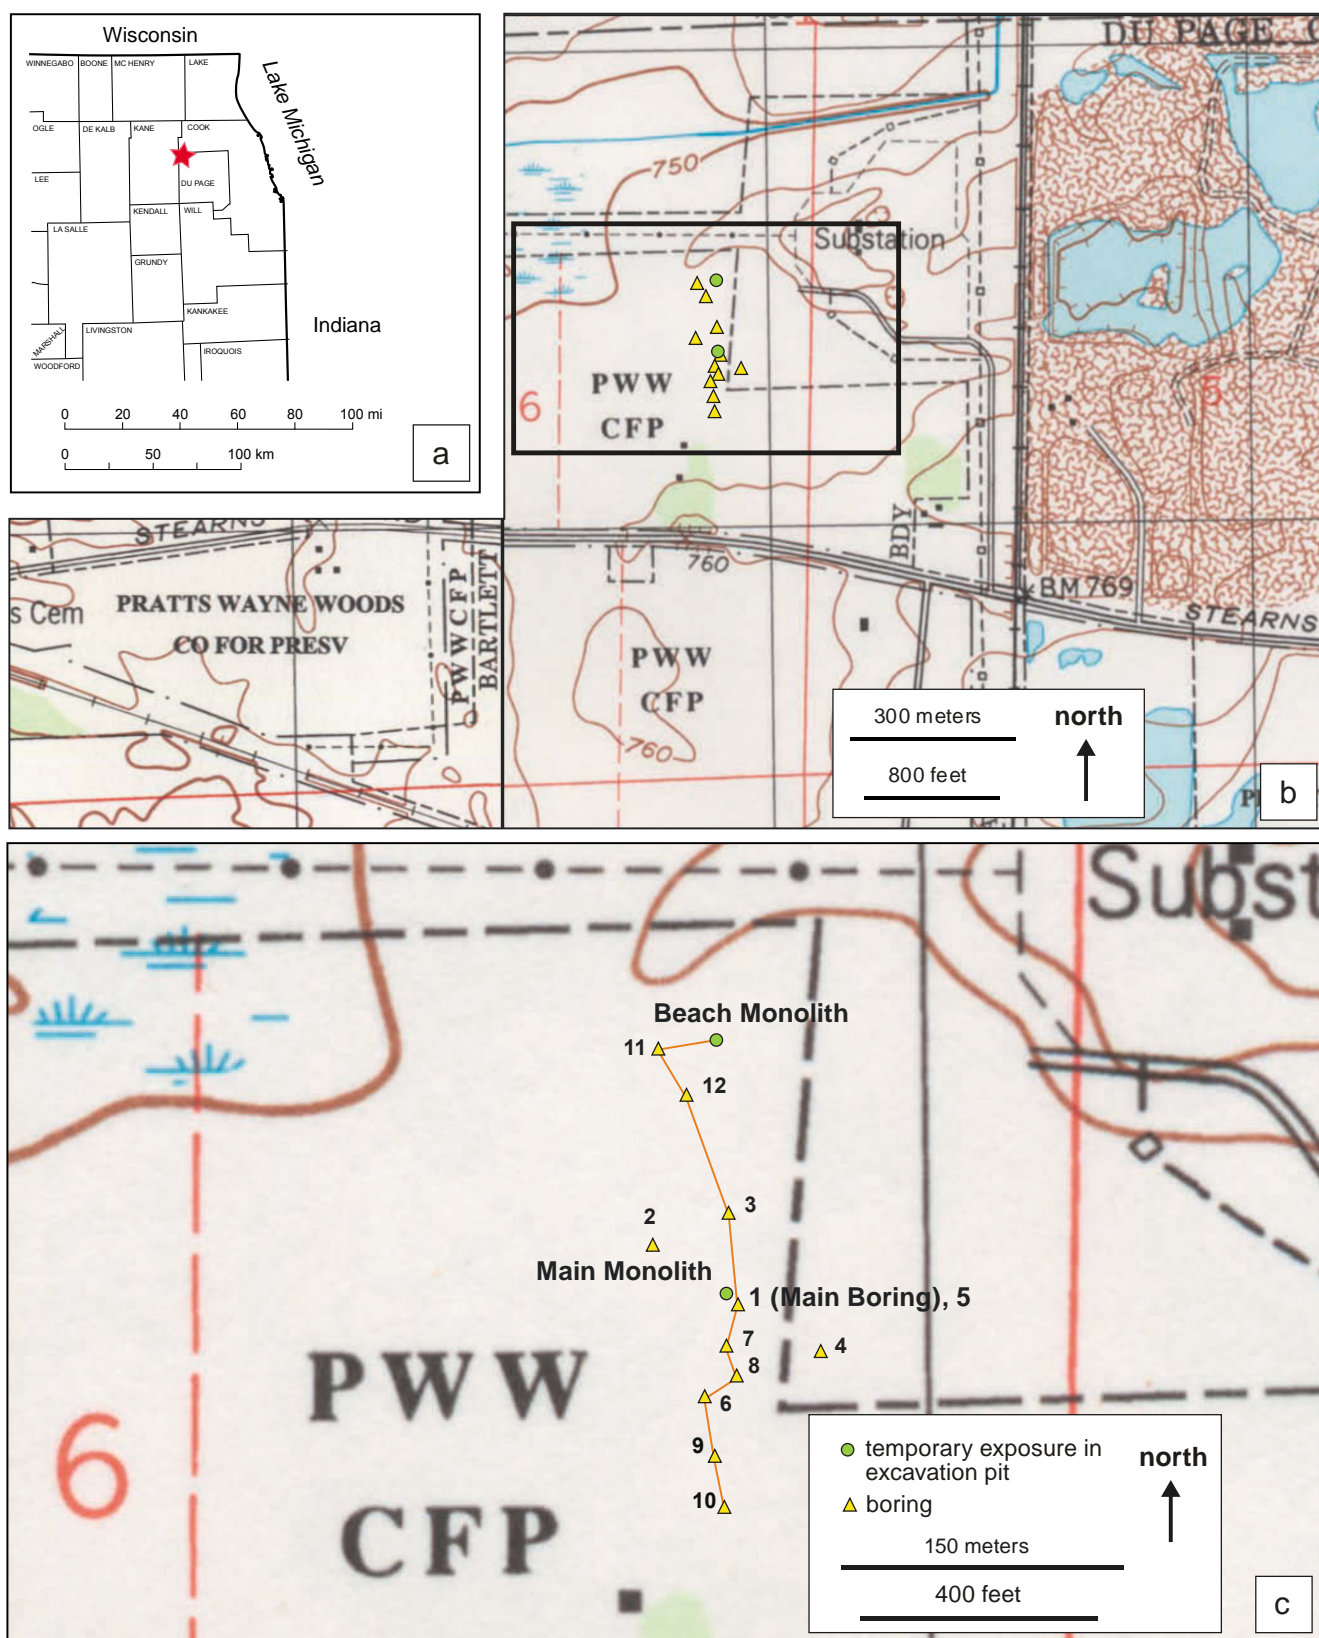 Wisconsin
WINNEGABO BOONE MC HENRY LAKE
Lake Michigan
OGLE DE KALB KANE COOK
LEE
DU PAGE
KENDALL WILL
LA SALLE
GRUNDY
KANKAKEE
MARSHALL
LIVINGSTON
Indiana
IROQUOIS
WOODFORD
0 20 40 60 80 100 mi
0 50 100 km
a
DU PAGE
750
Substation
PWW
CFP
6
5
BDY
760
BM 769
STEARNS
STEARNS
PRATTS WAYNE WOODS
CO FOR PRESV
s Cem
PWWCFP
BARTLETT
PWW
CFP
760
300 meters
800 feet
north
b
Subst
Beach Monolith
11
12
3
2
Main Monolith
1 (Main Boring), 5
7
4
8
6
9
10
PWW
CFP
6
temporary exposure in
excavation pit
boring
north
150 meters
400 feet
c